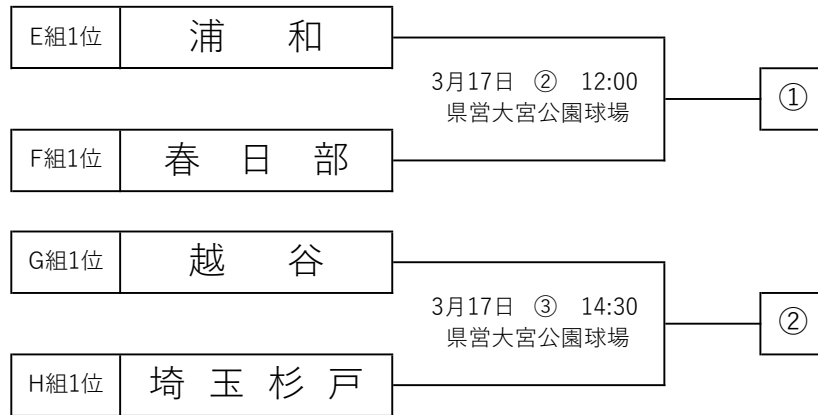 E組1位 浦 和
3月17日 ② 12:00
県営大宮公園球場
①
F組1位 春 日 部
G組1位 越 谷
3月17日 ③ 14:30
県営大宮公園球場
②
H組1位 埼 玉 杉 戸